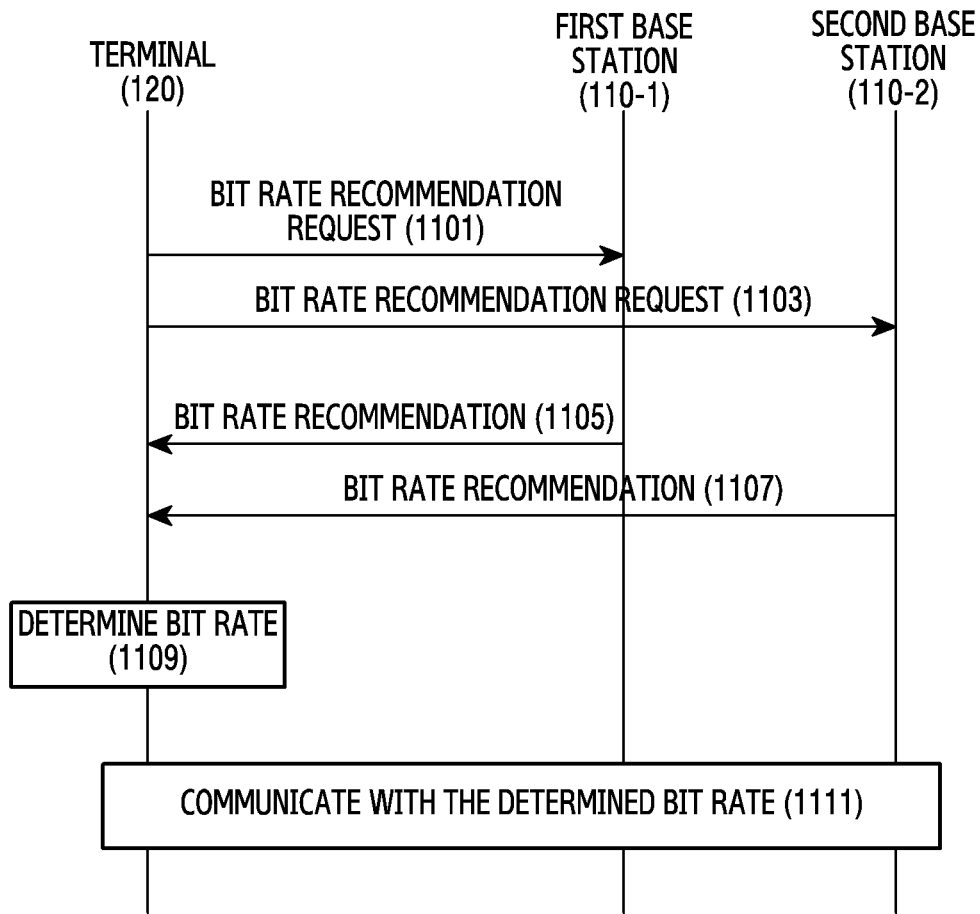 TERMINAL
(120)
FIRST BASE
STATION
(110-1)
SECOND BASE
STATION
(110-2)
BIT RATE RECOMMENDATION
REQUEST (1101)
BIT RATE RECOMMENDATION REQUEST (1103)
BIT RATE RECOMMENDATION (1105)
BIT RATE RECOMMENDATION (1107)
DETERMINE BIT RATE
(1109)
COMMUNICATE WITH THE DETERMINED BIT RATE (1111)